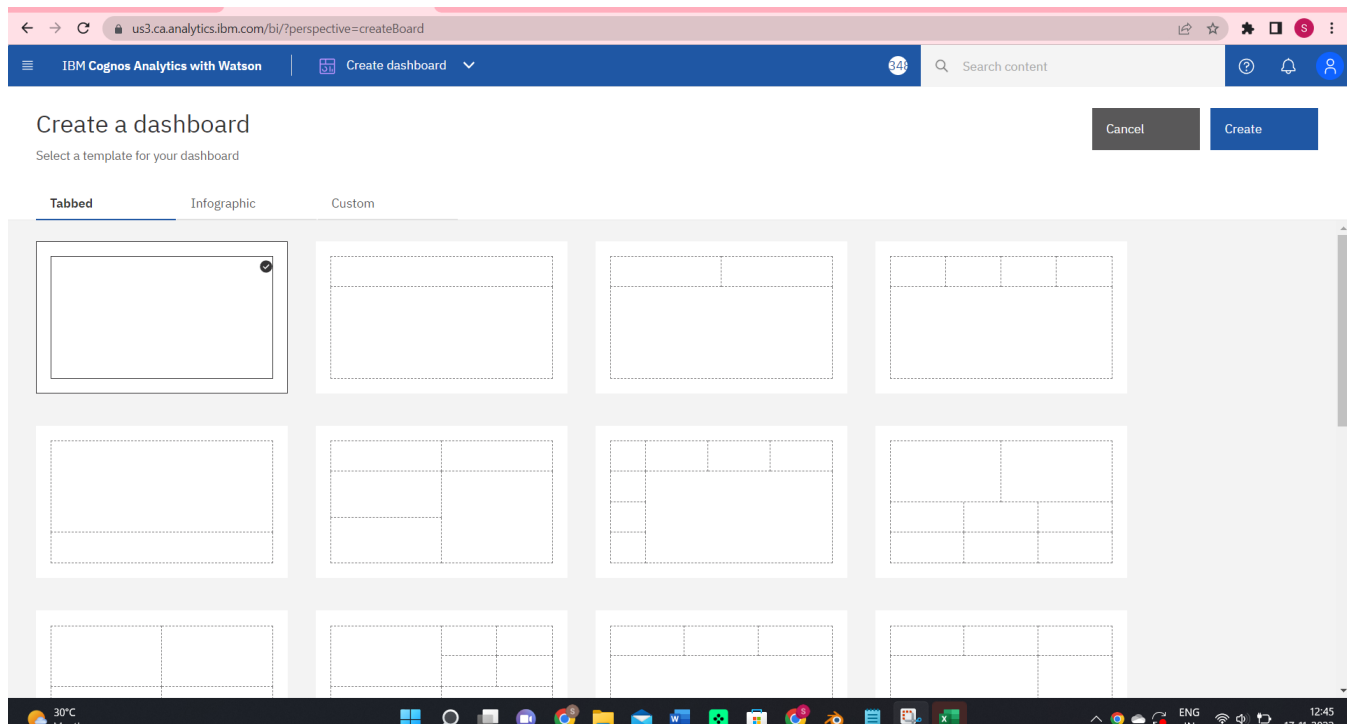 us3.ca.analytics.ibm.com/bi/?perspective=createBoard
S
IBM Cognos Analytics with Watson
Create dashboard
348
Search content
Create a dashboard
Cancel
Create
Select a template for your dashboard
Tabbed
Infographic
Custom
30°C
ENG
12:45